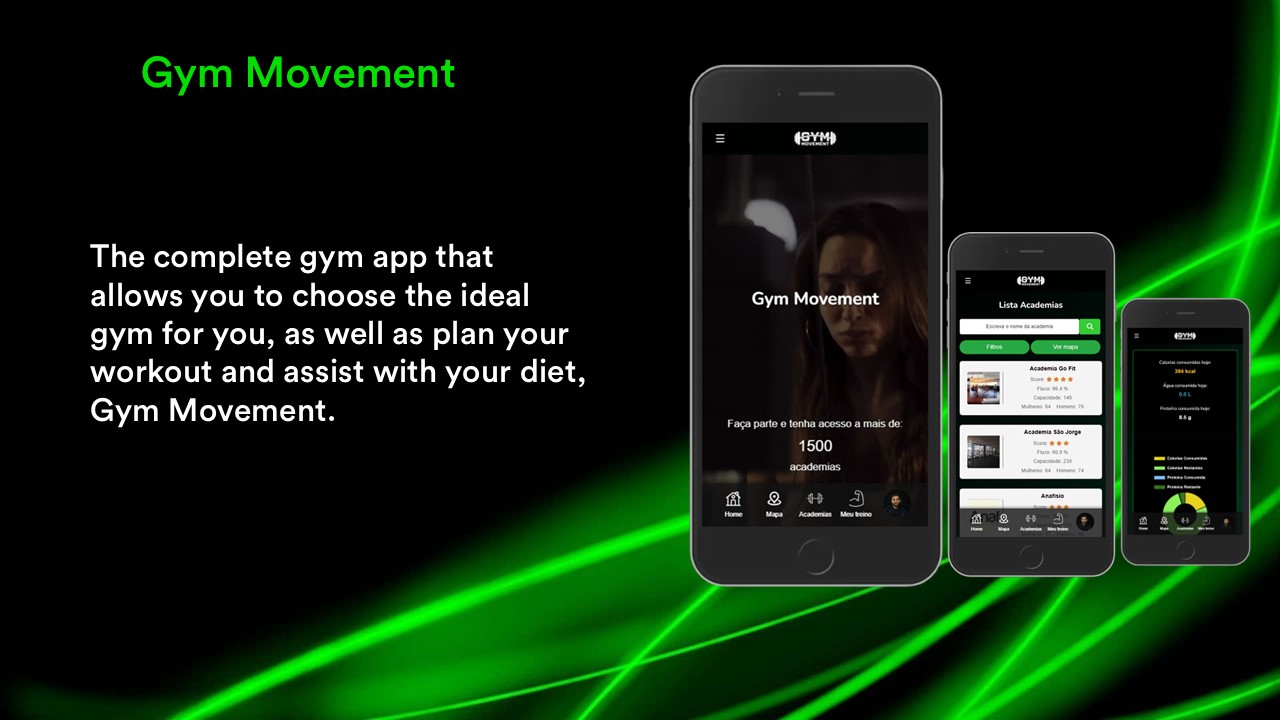 Gym Movement
The complete gym app that
allows you to choose the ideal
gym for you, as well as plan your
workout and assist with your diet,
Gym Movement.
☰
GYM
MOVEMENT
Gym Movement
Faça parte e tenha acesso a mais de:
1500
academias
Home Mapa Academias Meu treino
☰
GYM
MOVEMENT
Lista Academias
Escreva o nome da academia
Filtros Ver mapa
Academia Go Fit
Score:
Fluxo: 96.4 %
Capacidade: 140
Mulheres: 64 Homens: 70
Academia São Jorge
Score:
Fluxo: 60.0 %
Capacidade: 230
Mulheres: 64 Homens: 74
Anafisio
Home Mapa Academias Meu treino
☰
GYM
MOVEMENT
Calorias consumidas hoje:
394 kcal
Água consumida hoje:
0.0 L
Proteína consumida hoje:
8.5 g
Calorias Consumidas
Calorias Restantes
Proteína Consumida
Proteína Restante
Home Mapa Academias Meu treino